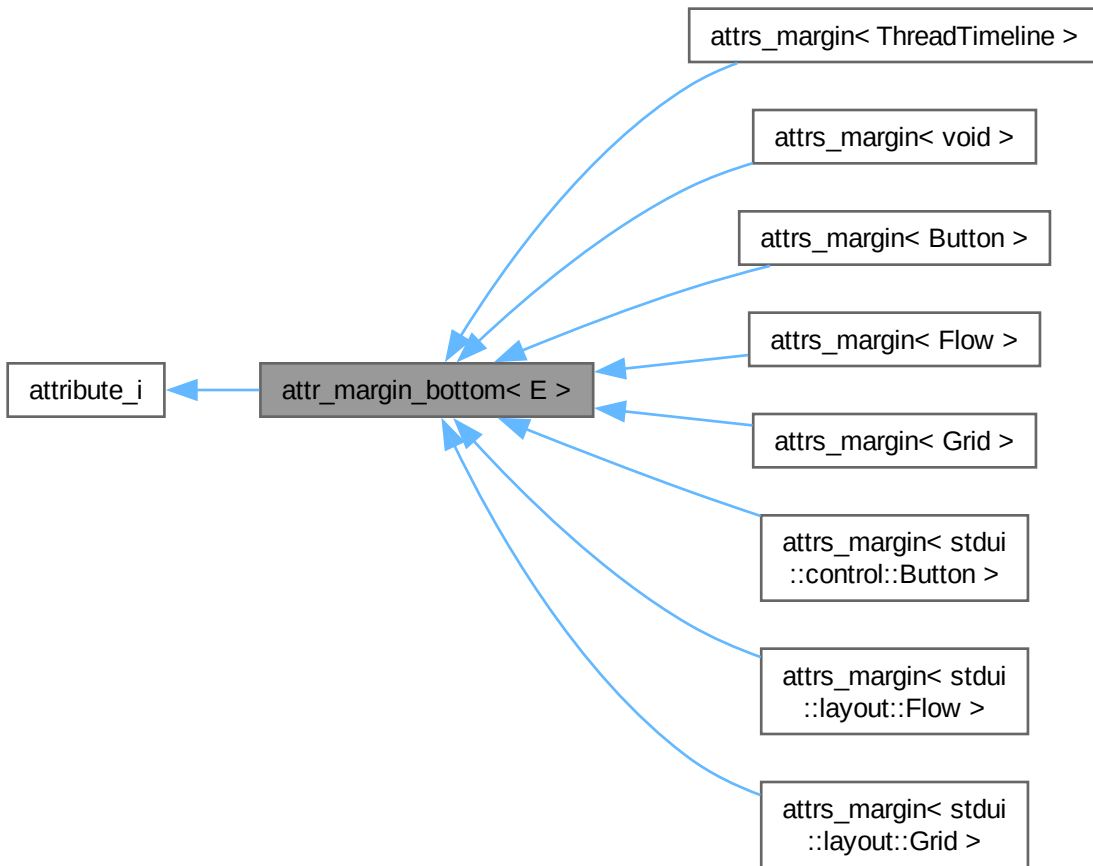 attrs_margin< ThreadTimeline >
attrs_margin< void >
attrs_margin< Button >
attrs_margin< Flow >
attribute_i
attr_margin_bottom< E >
attrs_margin< Grid >
attrs_margin< stdui
::control::Button >
attrs_margin< stdui
::layout::Flow >
attrs_margin< stdui
::layout::Grid >